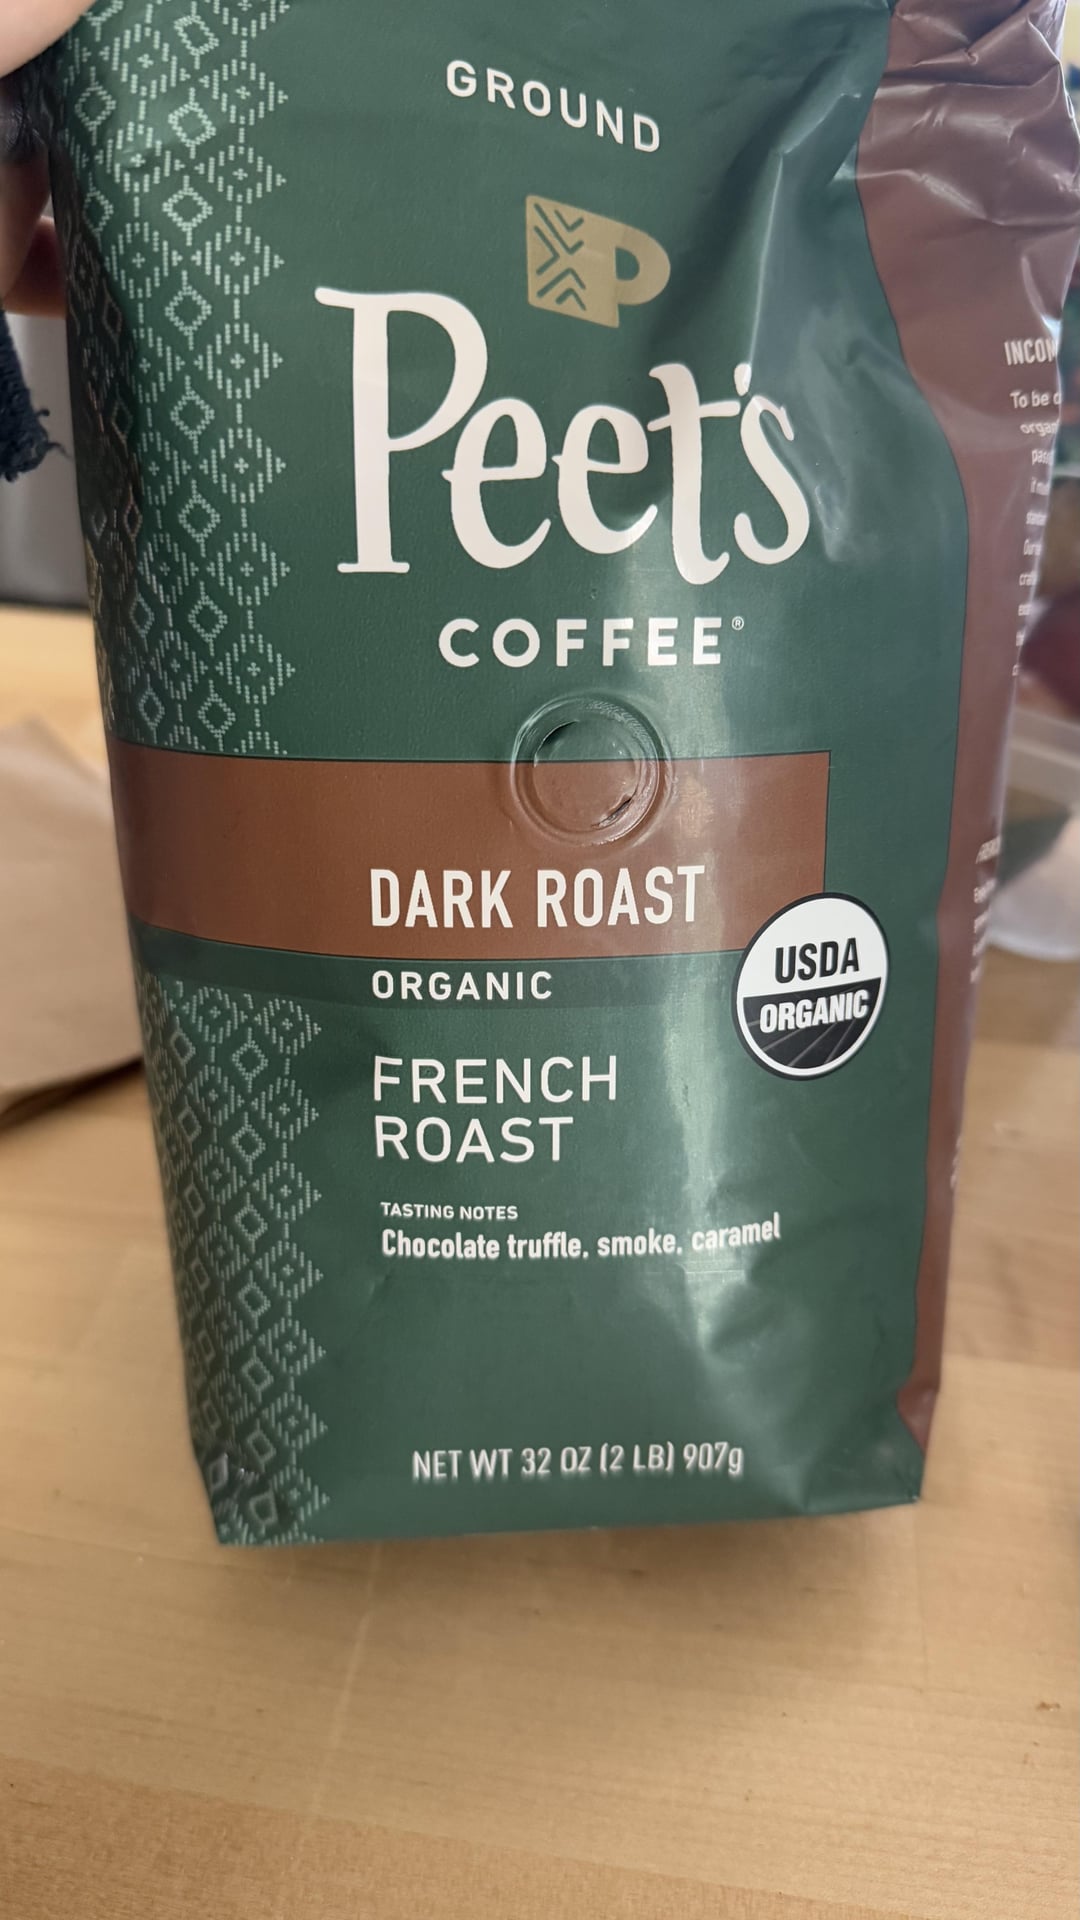 GROUND
Peet's
COFFEE®
DARK ROAST
ORGANIC
USDA
ORGANIC
FRENCH
ROAST
TASTING NOTES
Chocolate truffle, smoke, caramel
NET WT 32 OZ (2 LB) 907g
To be